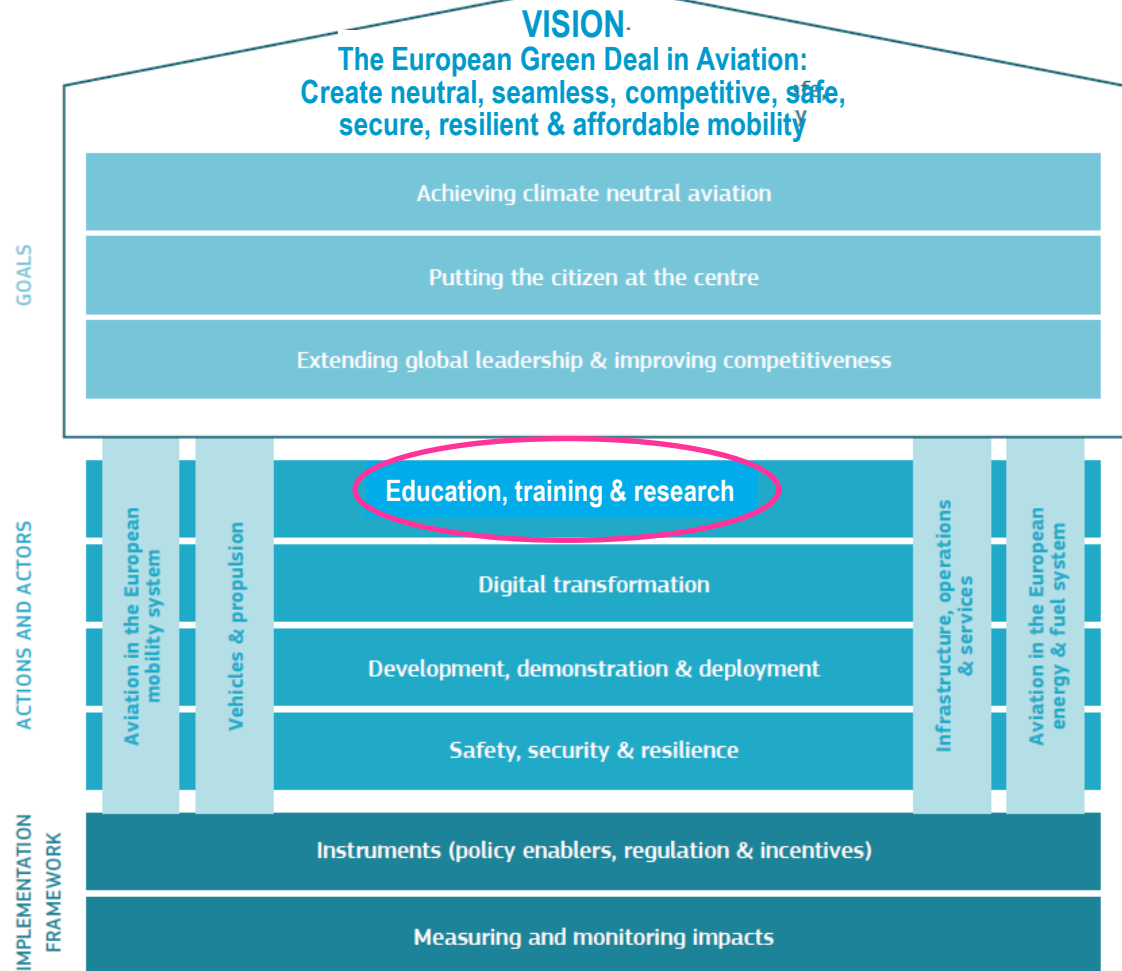 VISION
The European Green Deal in Aviation:
Create neutral, seamless, competitive, safe,
secure, resilient & affordable mobility
GOALS
Achieving climate neutral aviation
Putting the citizen at the centre
Extending global leadership & improving competitiveness
ACTIONS AND ACTORS
Aviation in the European
mobility system
Vehicles & propulsion
Education, training & research
Digital transformation
Development, demonstration & deployment
Safety, security & resilience
Infrastructure, operations
& services
Aviation in the European
energy & fuel system
IMPLEMENTATION
FRAMEWORK
Instruments (policy enablers, regulation & incentives)
Measuring and monitoring impacts